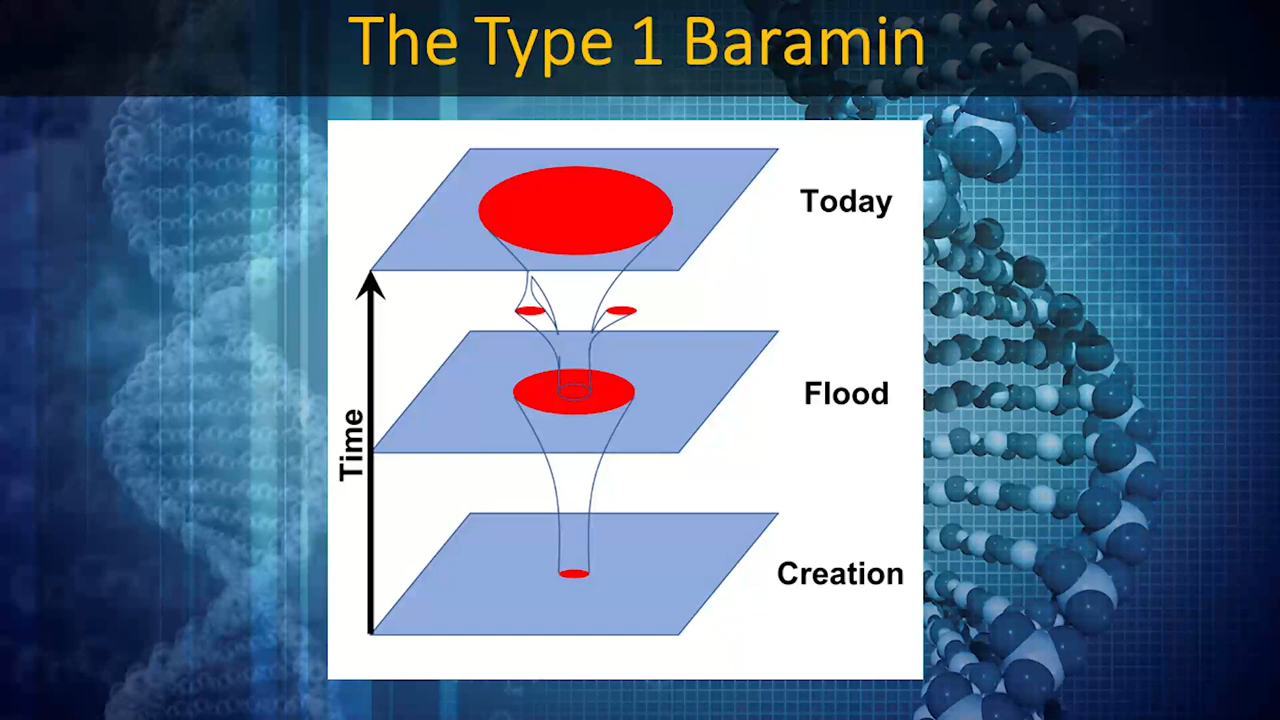 The Type 1 Baramin
Today
Flood
Time
Creation